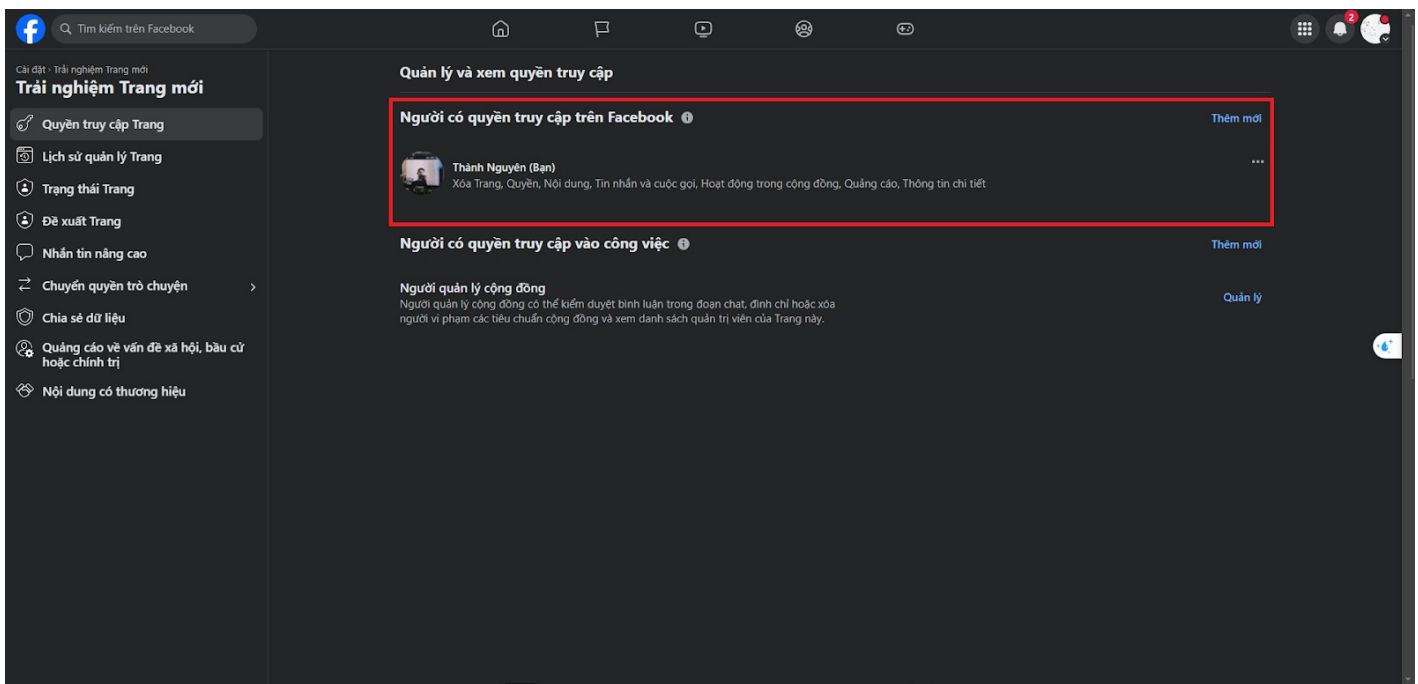 Tìm kiếm trên Facebook
2
Cài đặt › Trải nghiệm Trang mới
Trải nghiệm Trang mới
Quyền truy cập Trang
Lịch sử quản lý Trang
Trạng thái Trang
Đề xuất Trang
Nhắn tin nâng cao
Chuyển quyền trò chuyện
Chia sẻ dữ liệu
Quảng cáo về vấn đề xã hội, bầu cử
hoặc chính trị
Nội dung có thương hiệu
Quản lý và xem quyền truy cập
Người có quyền truy cập trên Facebook
Thêm mới
Thành Nguyên (Bạn)
Xóa Trang, Quyền, Nội dung, Tin nhắn và cuộc gọi, Hoạt động trong cộng đồng, Quảng cáo, Thông tin chi tiết
Người có quyền truy cập vào công việc
Thêm mới
Người quản lý cộng đồng
Người quản lý cộng đồng có thể kiểm duyệt bình luận trong đoạn chat, đình chỉ hoặc xóa
người vi phạm các tiêu chuẩn cộng đồng và xem danh sách quản trị viên của Trang này.
Quản lý